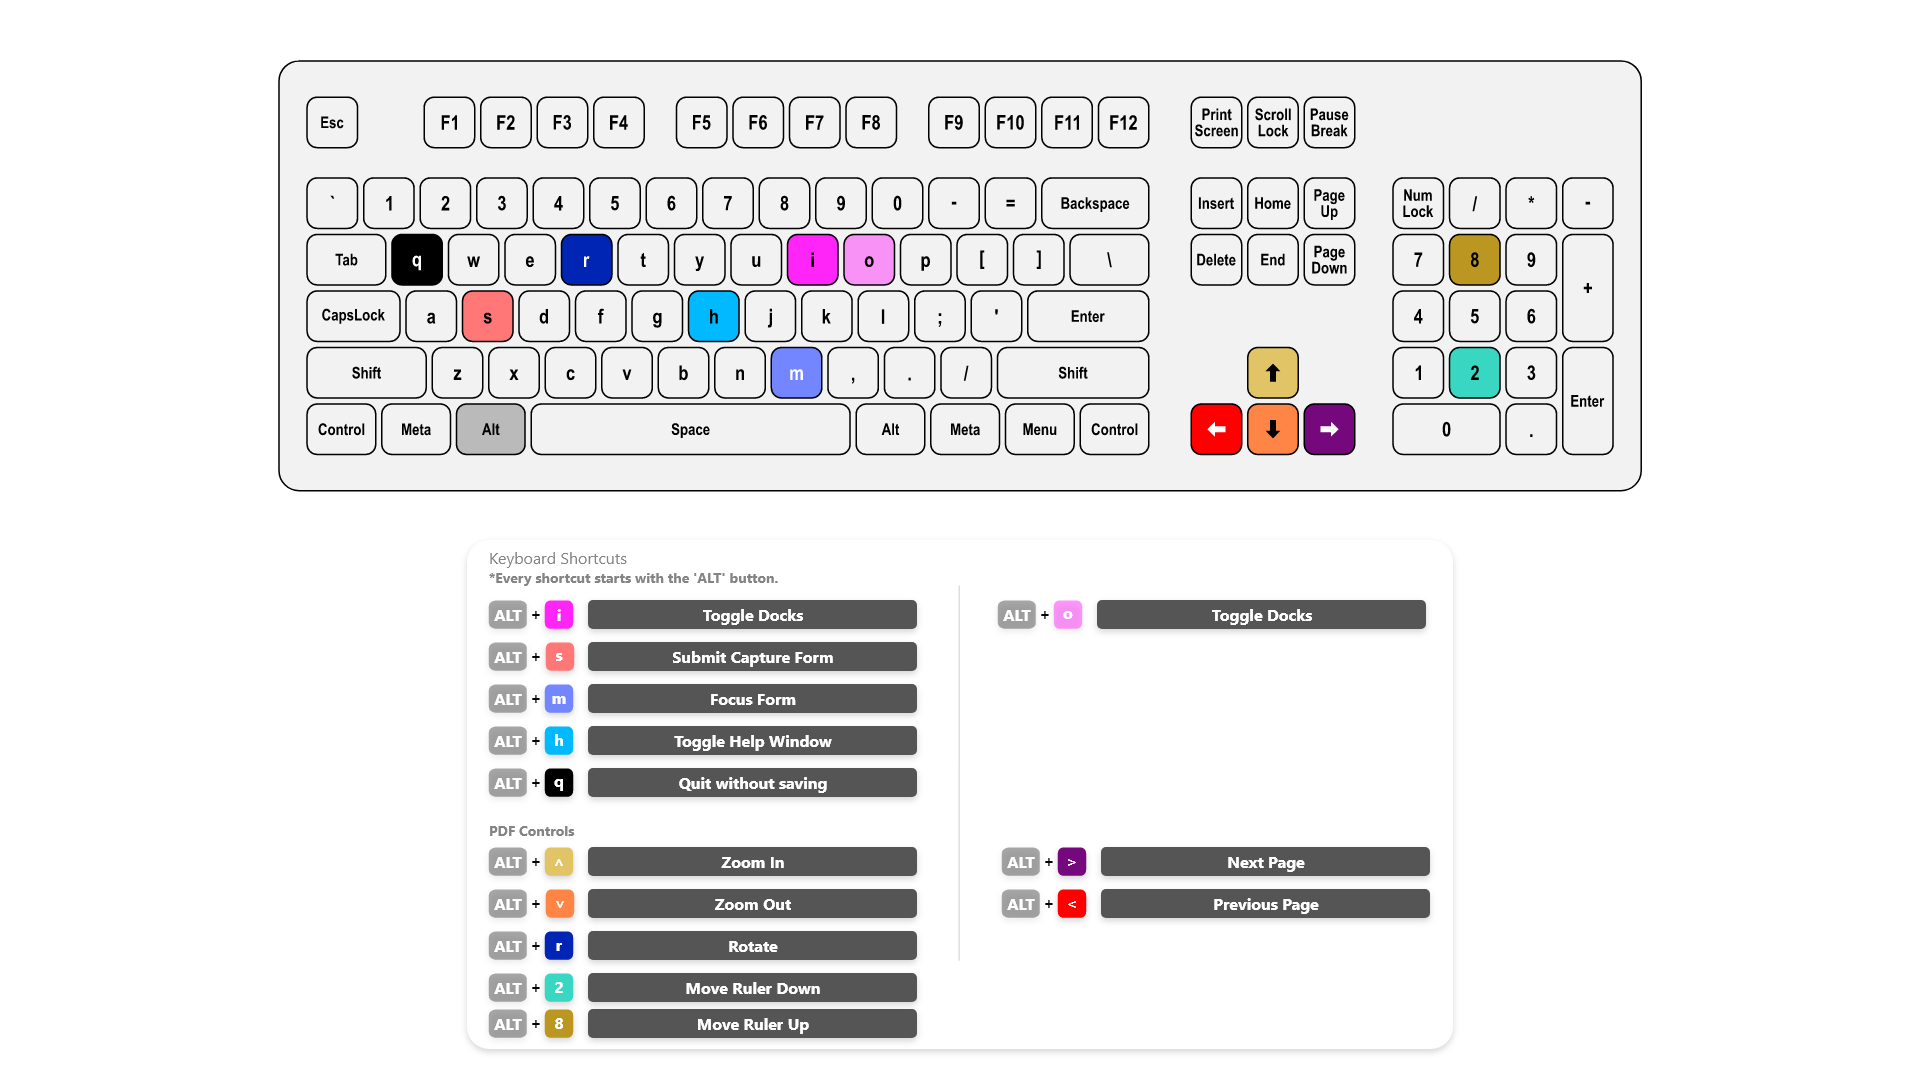 Esc F1 F2 F3 F4 F5 F6 F7 F8 F9 F10 F11 F12 Print Screen Scroll Lock Pause Break
` 1 2 3 4 5 6 7 8 9 0 - = Backspace Insert Home Page Up Num Lock / * -
Tab q w e r t y u i o p [ ] \ Delete End Page Down 7 8 9 +
CapsLock a s d f g h j k l ; ' Enter 4 5 6
Shift z x c v b n m , . / Shift 1 2 3 Enter
Control Meta Alt Space Alt Meta Menu Control 0 .
Keyboard Shortcuts
*Every shortcut starts with the 'ALT' button.
ALT + i Toggle Docks
ALT + o Toggle Docks
ALT + s Submit Capture Form
ALT + m Focus Form
ALT + h Toggle Help Window
ALT + q Quit without saving
PDF Controls
ALT + ^ Zoom In
ALT + > Next Page
ALT + v Zoom Out
ALT + < Previous Page
ALT + r Rotate
ALT + 2 Move Ruler Down
ALT + 8 Move Ruler Up